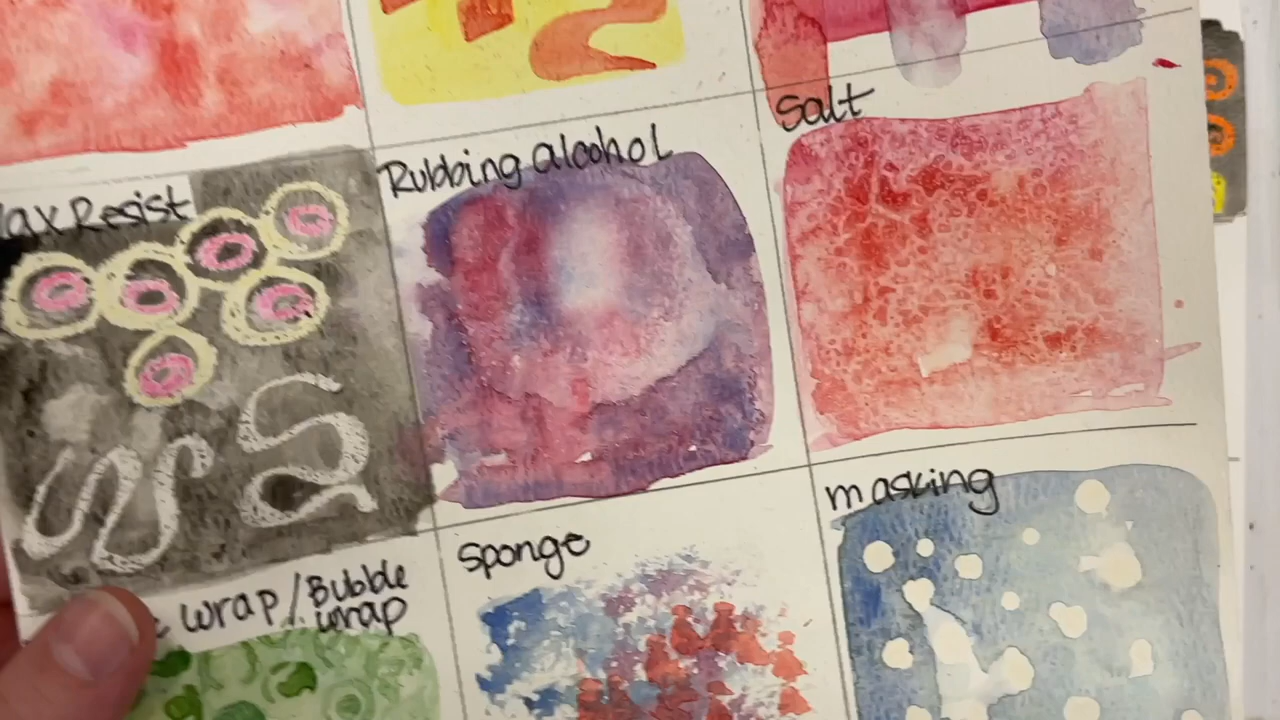 Salt
Rubbing alcohol
ax Resist
masking
Sponge
wrap/Bubble
wrap